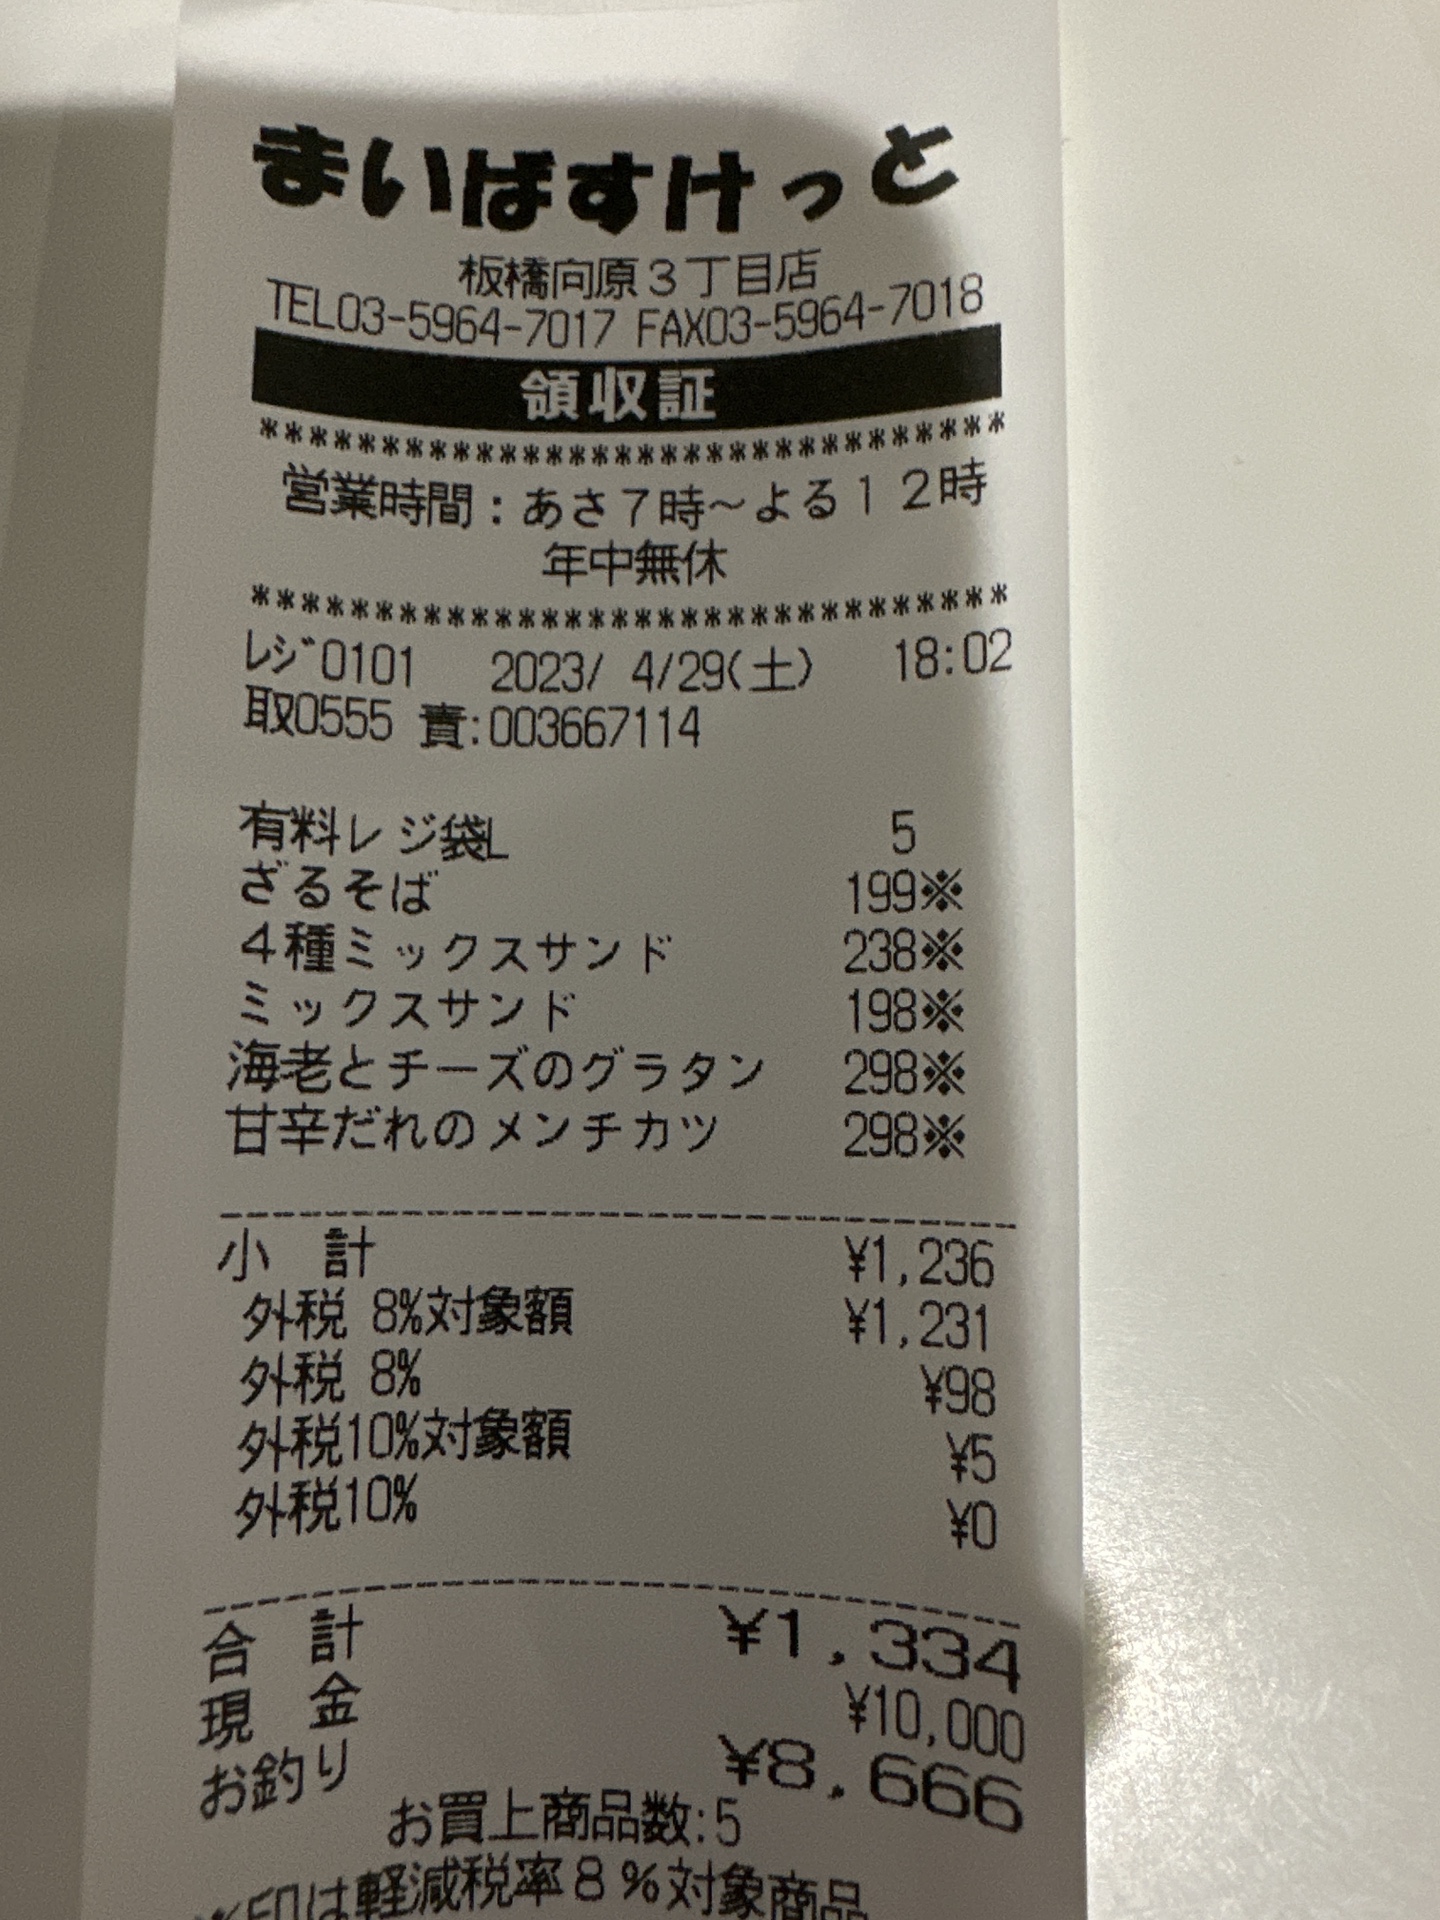 まいばすけっと
板橋向原3丁目店
TEL03-5964-7017 FAX03-5964-7018
領収証
********************************
営業時間：あさ7時～よる12時
年中無休
********************************
レジ0101 2023/ 4/29(土) 18:02
取0555 責:003667114
有料レジ袋L 5
ざるそば 199※
4種ミックスサンド 238※
ミックスサンド 198※
海老とチーズのグラタン 298※
甘辛だれのメンチカツ 298※
小 計 ¥1,236
外税 8%対象額 ¥1,231
外税 8% ¥98
外税10%対象額 ¥5
外税10% ¥0
合 計 ¥1,334
現 金 ¥10,000
お釣り ¥8,666
お買上商品数:5
※印は軽減税率8%対象商品